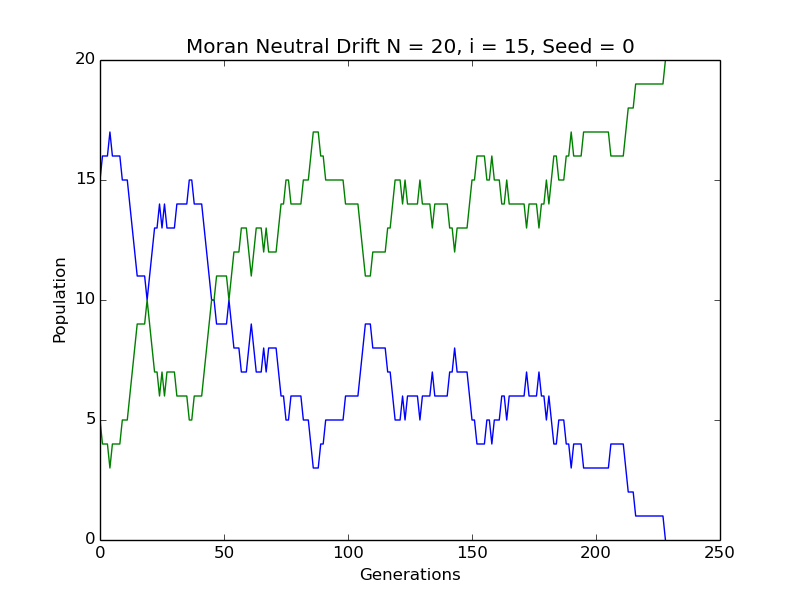 Moran Neutral Drift N = 20, i = 15, Seed = 0
20
15
10
5
0
Population
0 50 100 150 200 250
Generations